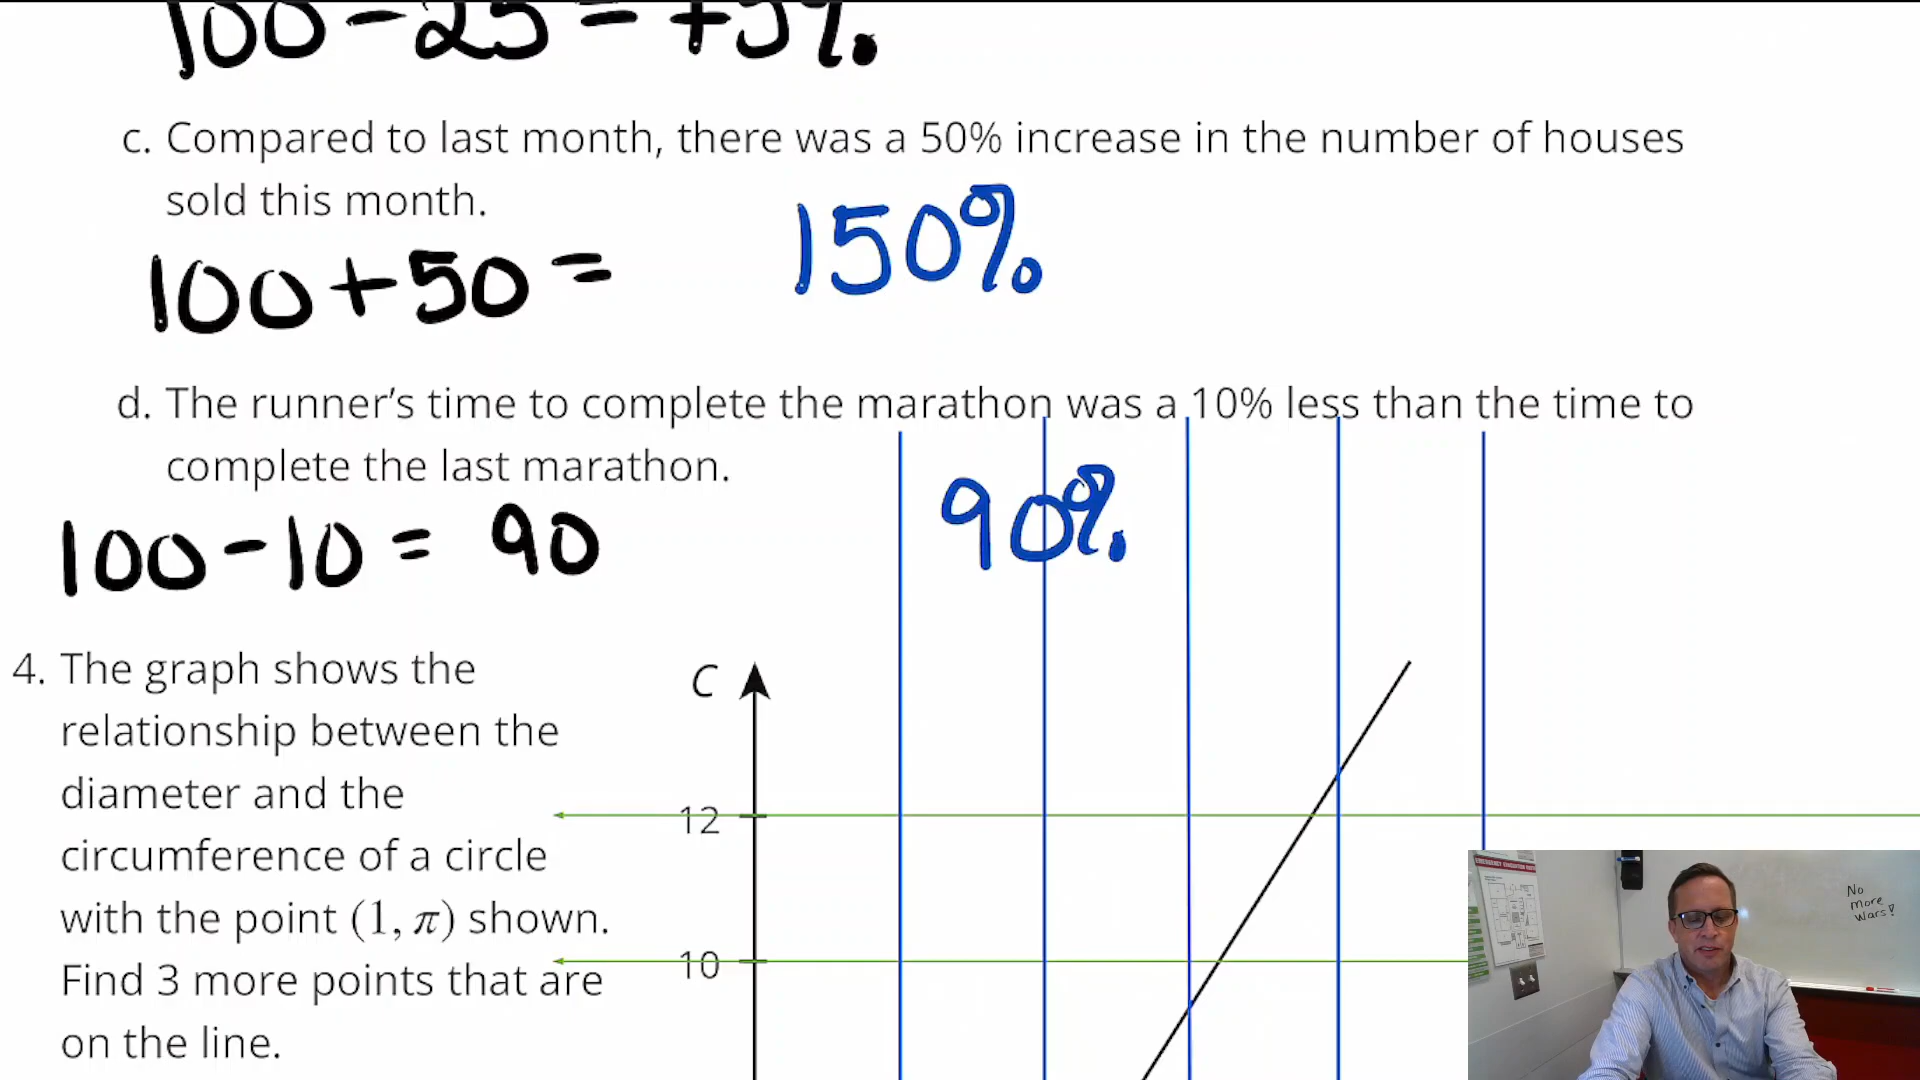 100 - 25 = 75%
c. Compared to last month, there was a 50% increase in the number of houses
sold this month.
150%
100 + 50 =
d. The runner's time to complete the marathon was a 10% less than the time to
complete the last marathon.
90%
100 - 10 = 90
4. The graph shows the
relationship between the
diameter and the
circumference of a circle
with the point (1, π) shown.
Find 3 more points that are
on the line.
C
12
10
No
more
wars!